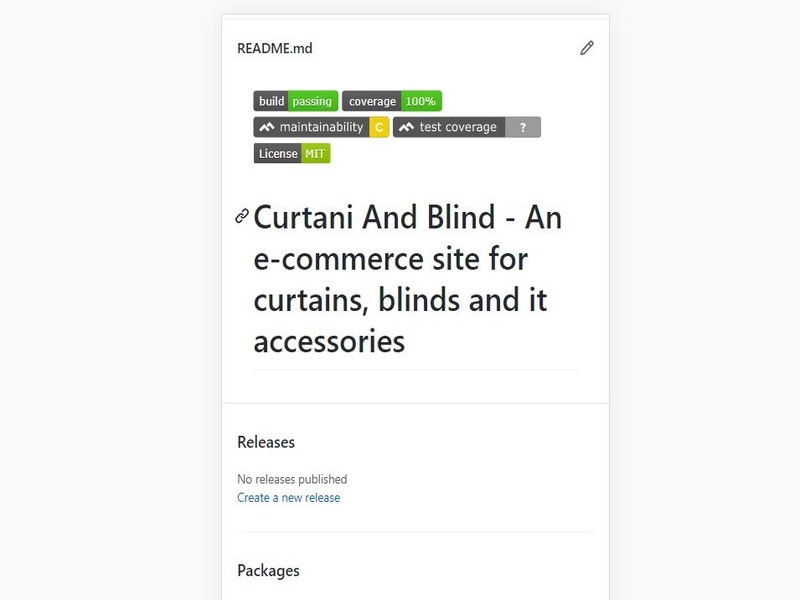 README.md
build passing coverage 100%
maintainability C test coverage ?
License MIT
Curtani And Blind - An
e-commerce site for
curtains, blinds and it
accessories
Releases
No releases published
Create a new release
Packages